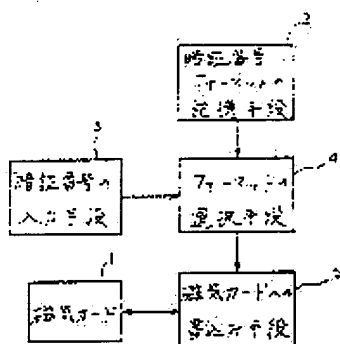 2
暗証番号
フォーマットの
記憶手段
3
4
暗証番号の
入力手段
フォーマットの
選択手段
1
5
磁気カード
磁気カードへの
書込み手段